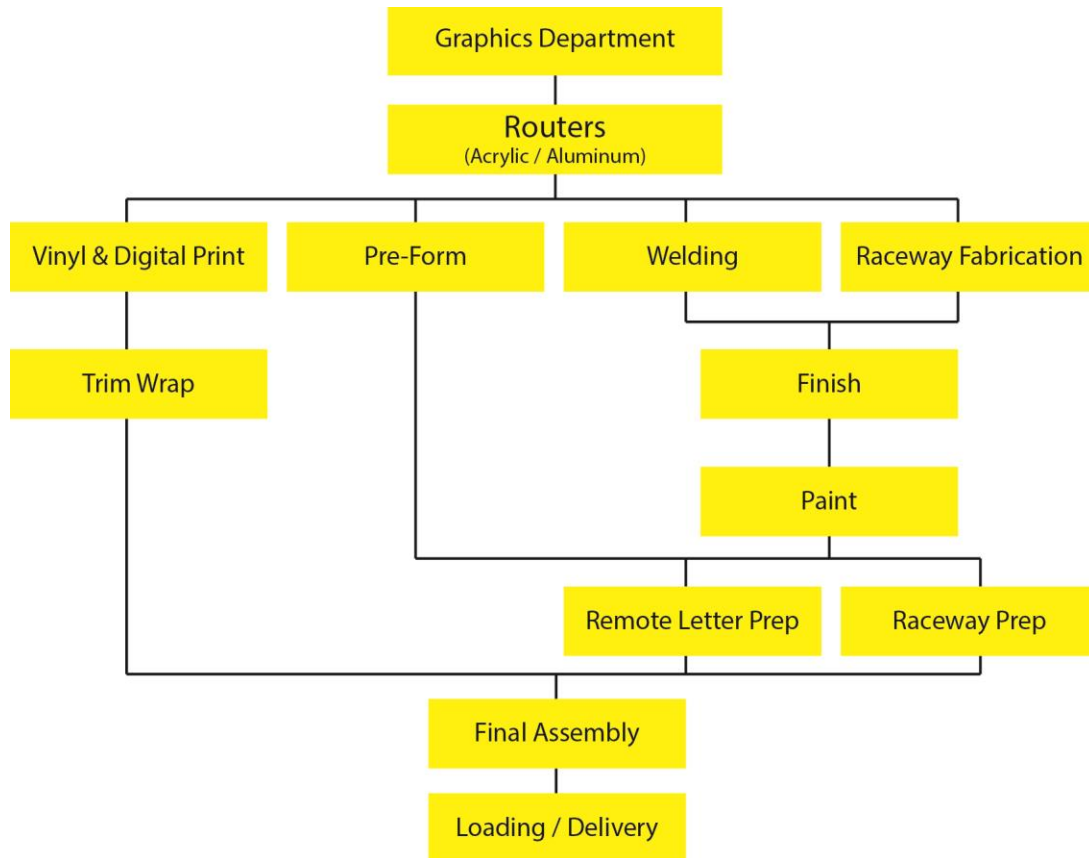 Graphics Department
Routers
(Acrylic / Aluminum)
Vinyl & Digital Print
Pre-Form
Welding
Raceway Fabrication
Trim Wrap
Finish
Paint
Remote Letter Prep
Raceway Prep
Final Assembly
Loading / Delivery